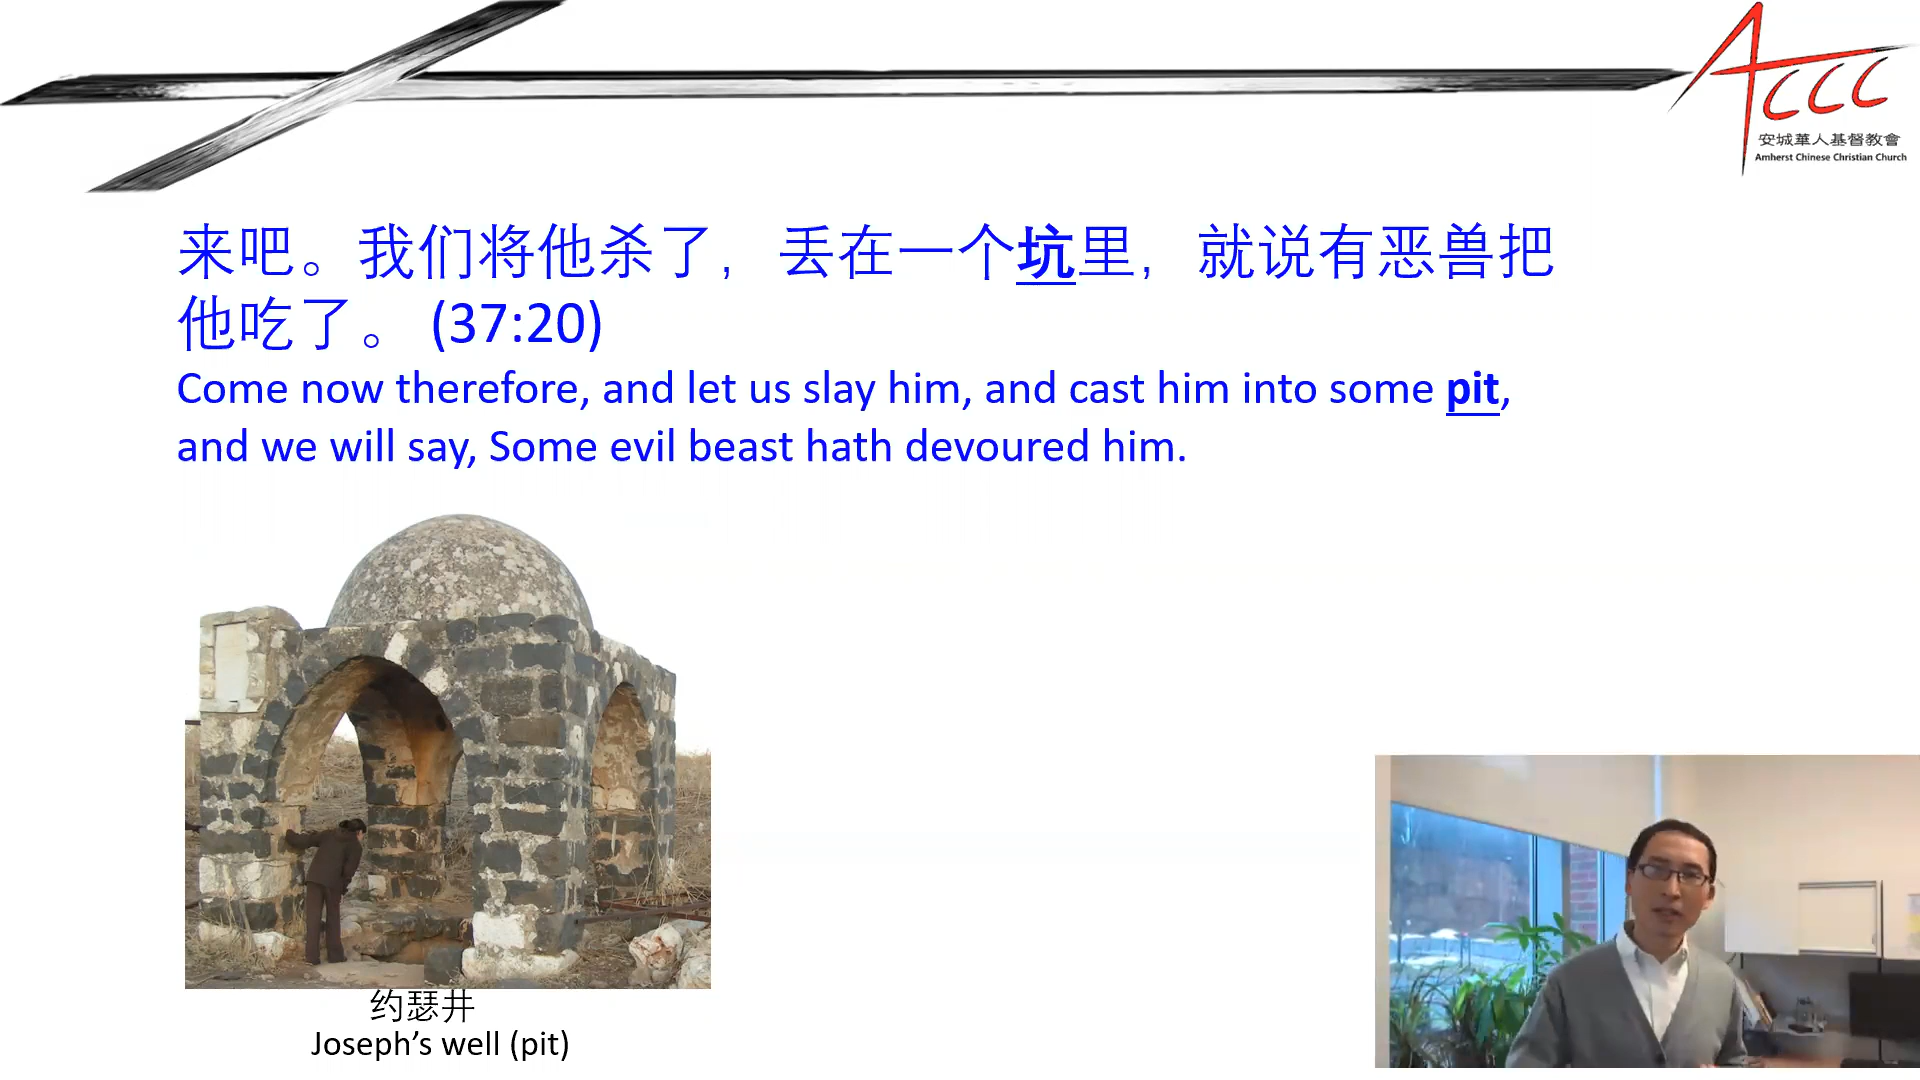 ACCC
安城華人基督教會
Amherst Chinese Christian Church
来吧。我们将他杀了，丢在一个坑里，就说有恶兽把
他吃了。 (37:20)
Come now therefore, and let us slay him, and cast him into some pit,
and we will say, Some evil beast hath devoured him.
约瑟井
Joseph’s well (pit)